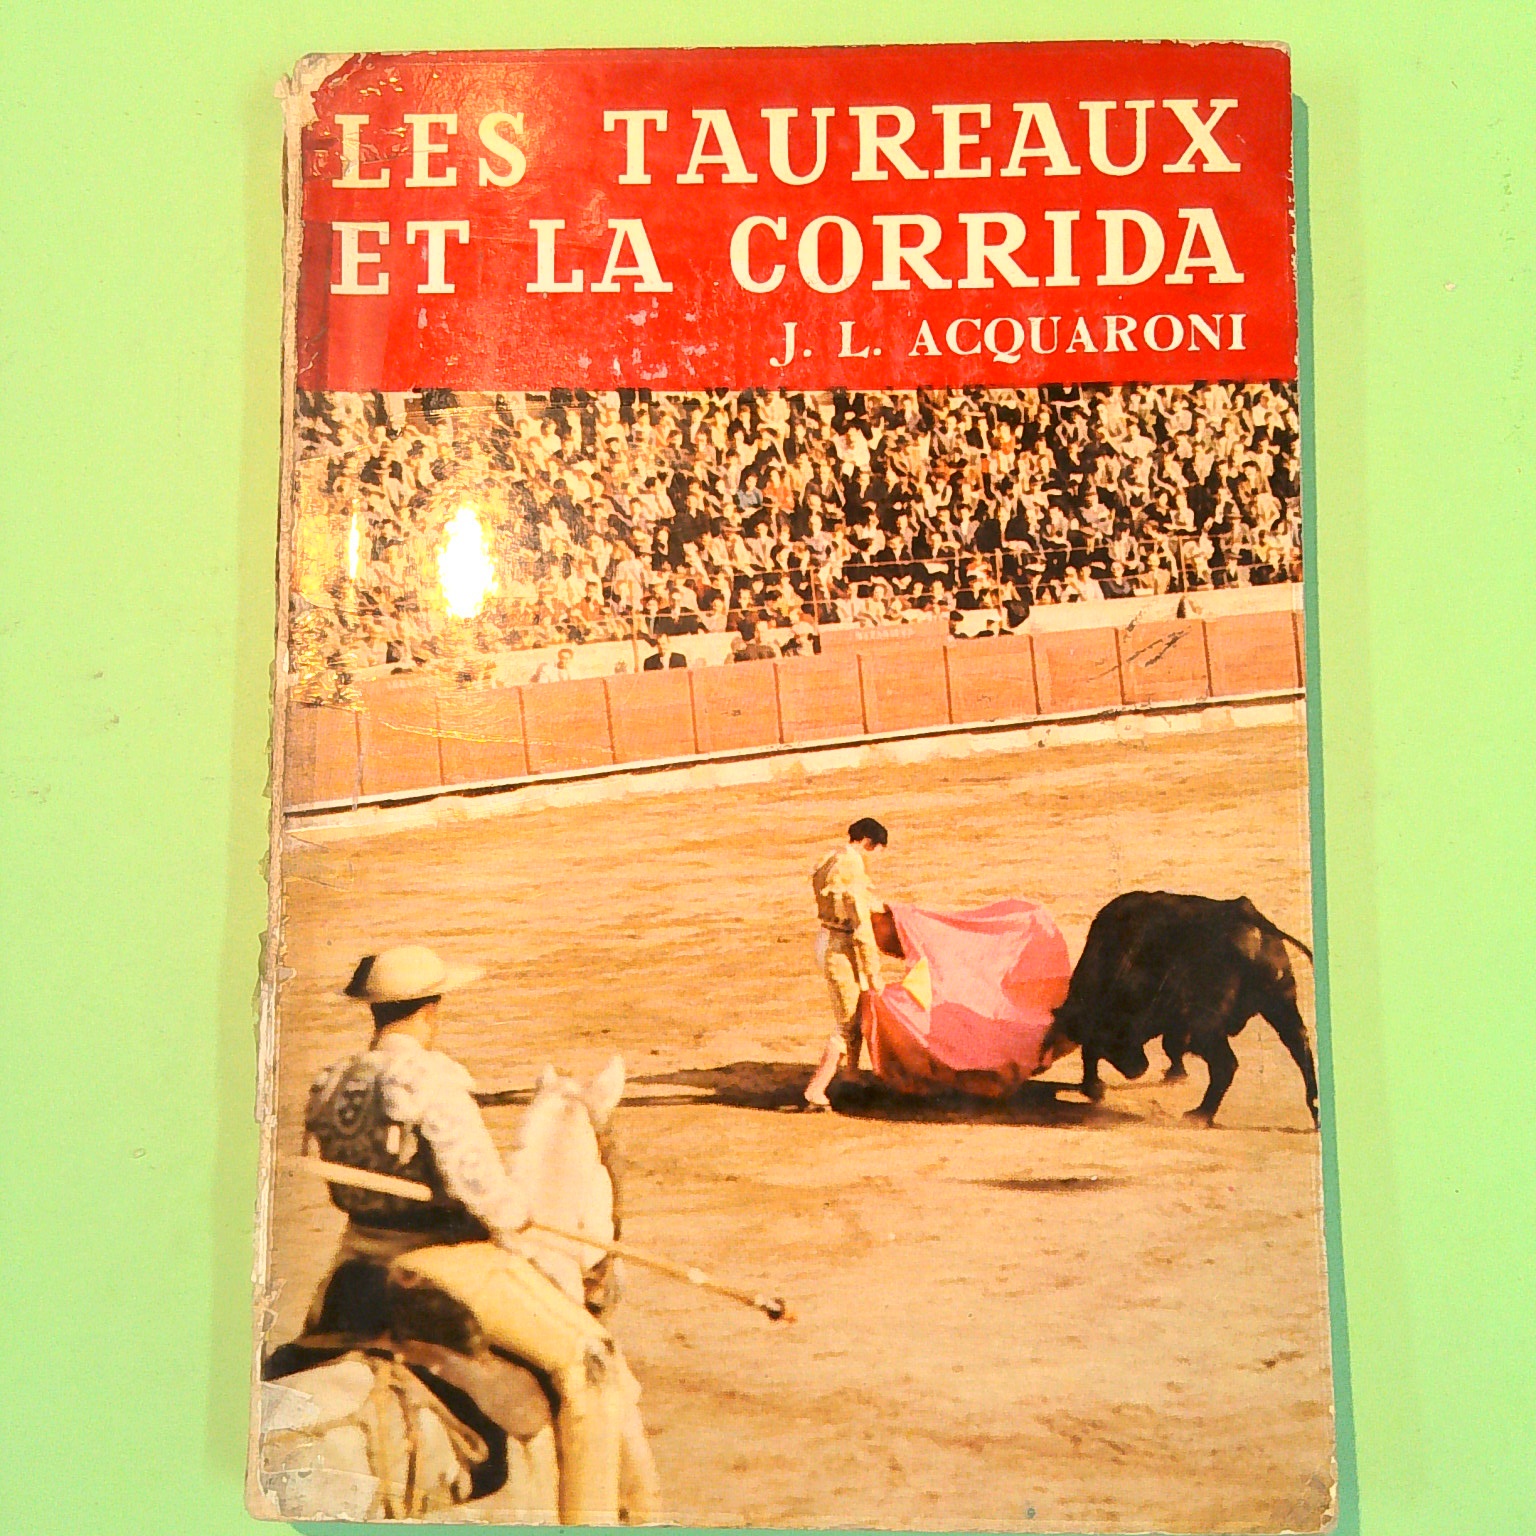 LES TAUREAUX
ET LA CORRIDA
J. L. ACQUARONI